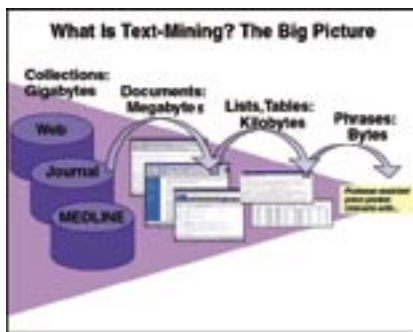 What Is Text-Mining? The Big Picture
Collections:
Gigabytes
Documents:
Megabytes
Lists, Tables:
Kilobytes
Phrases:
Bytes
Web
Journal
MEDLINE